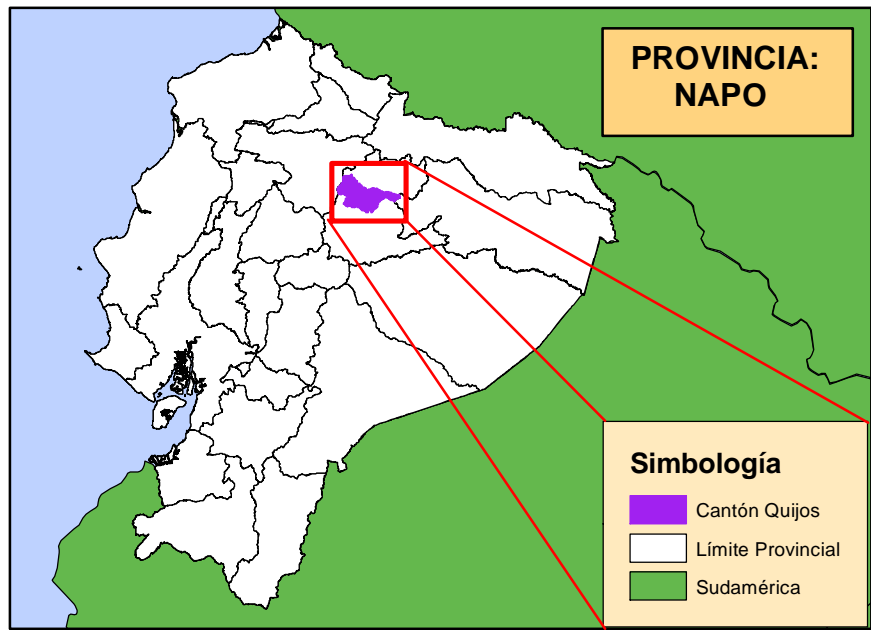 PROVINCIA:
NAPO
Simbología
Cantón Quijos
Límite Provincial
Sudamérica